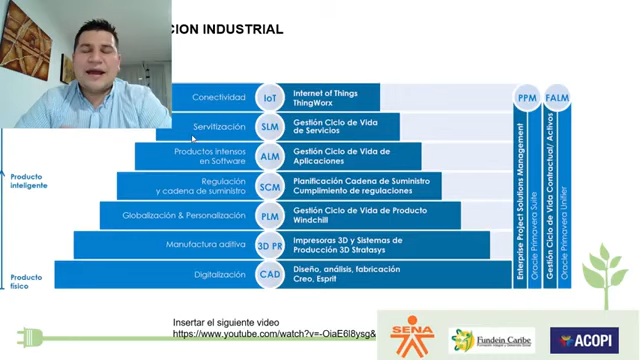 CION INDUSTRIAL
Conectividad
IoT
Internet of Things
ThingWorx
Servitización
SLM
Gestión Ciclo de Vida
de Servicios
Productos intensos
en Software
ALM
Gestión Ciclo de Vida de
Aplicaciones
Regulación
y cadena de suministro
SCM
Planificación Cadena de Suministro
Cumplimiento de regulaciones
Globalización & Personalización
PLM
Gestión Ciclo de Vida de Producto
Windchill
Manufactura aditiva
3D PR
Impresoras 3D y Sistemas de
Producción 3D Stratasys
Digitalización
CAD
Diseño, análisis, fabricación
Creo, Esprit
Producto
inteligente
Producto
físico
PPM
Enterprise Project Solutions Management
Oracle Primavera Suite
FALM
Gestión Ciclo de Vida Contractual/ Activos
Oracle Primavera Unifier
Insertar el siguiente video
https://www.youtube.com/watch?v=-OiaE6l8ysg&
SENA
Fundein Caribe
ACOPI